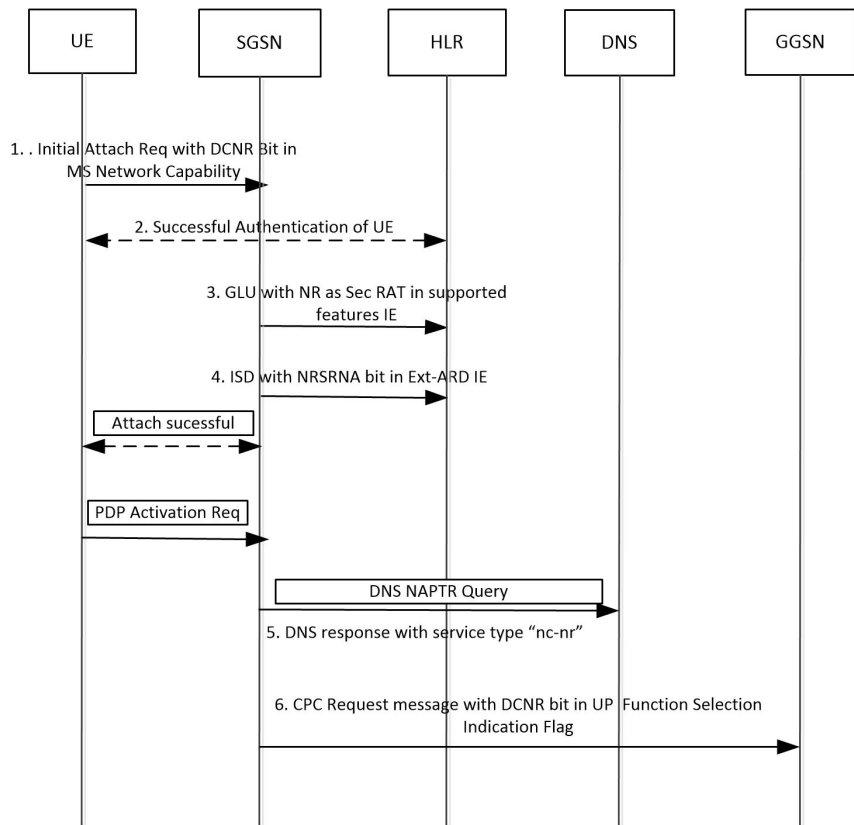 UE
SGSN
HLR
DNS
GGSN
1. . Initial Attach Req with DCNR Bit in
MS Network Capability
2. Successful Authentication of UE
3. GLU with NR as Sec RAT in supported
features IE
4. ISD with NRSRNA bit in Ext-ARD IE
Attach sucessful
PDP Activation Req
DNS NAPTR Query
5. DNS response with service type “nc-nr”
6. CPC Request message with DCNR bit in UP Function Selection
Indication Flag